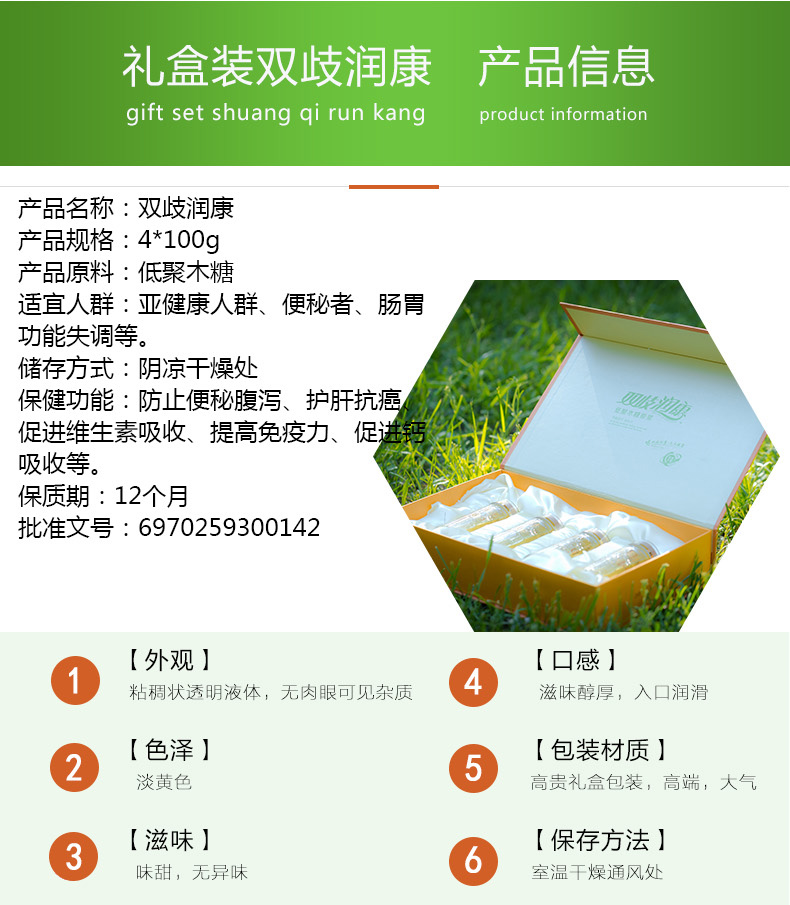 礼盒装双歧润康 产品信息
gift set shuang qi run kang product information
产品名称：双歧润康
产品规格：4*100g
产品原料：低聚木糖
适宜人群：亚健康人群、便秘者、肠胃
功能失调等。
储存方式：阴凉干燥处
保健功能：防止便秘腹泻、护肝抗癌、
促进维生素吸收、提高免疫力、促进钙
吸收等。
保质期：12个月
批准文号：6970259300142
双歧润康
1
【外观】
粘稠状透明液体，无肉眼可见杂质
2
【色泽】
淡黄色
3
【滋味】
味甜，无异味
4
【口感】
滋味醇厚，入口润滑
5
【包装材质】
高贵礼盒包装，高端，大气
6
【保存方法】
室温干燥通风处